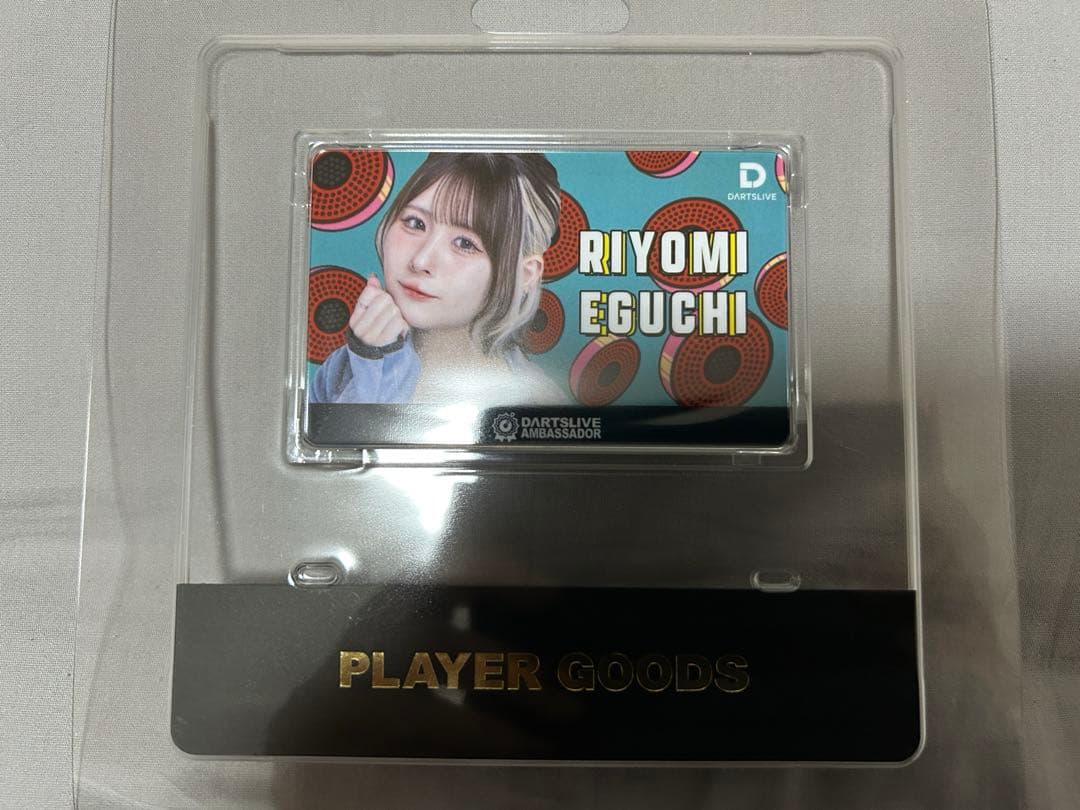 DARTSLIVE
RIYOMI
EGUCHI
DARTSLIVE
AMBASSADOR
PLAYER GOODS